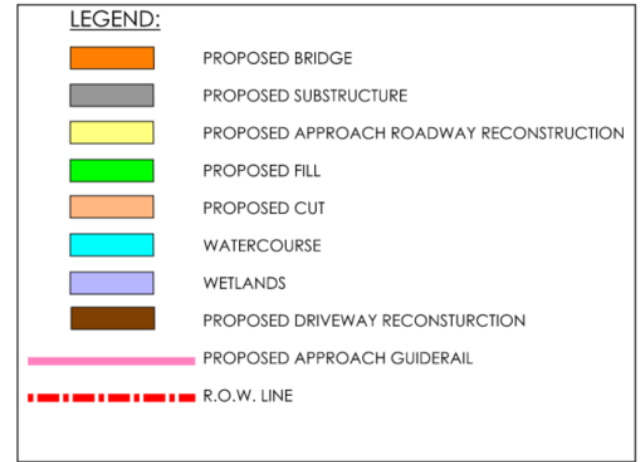 LEGEND:
PROPOSED BRIDGE
PROPOSED SUBSTRUCTURE
PROPOSED APPROACH ROADWAY RECONSTRUCTION
PROPOSED FILL
PROPOSED CUT
WATERCOURSE
WETLANDS
PROPOSED DRIVEWAY RECONSTURCTION
PROPOSED APPROACH GUIDERAIL
R.O.W. LINE